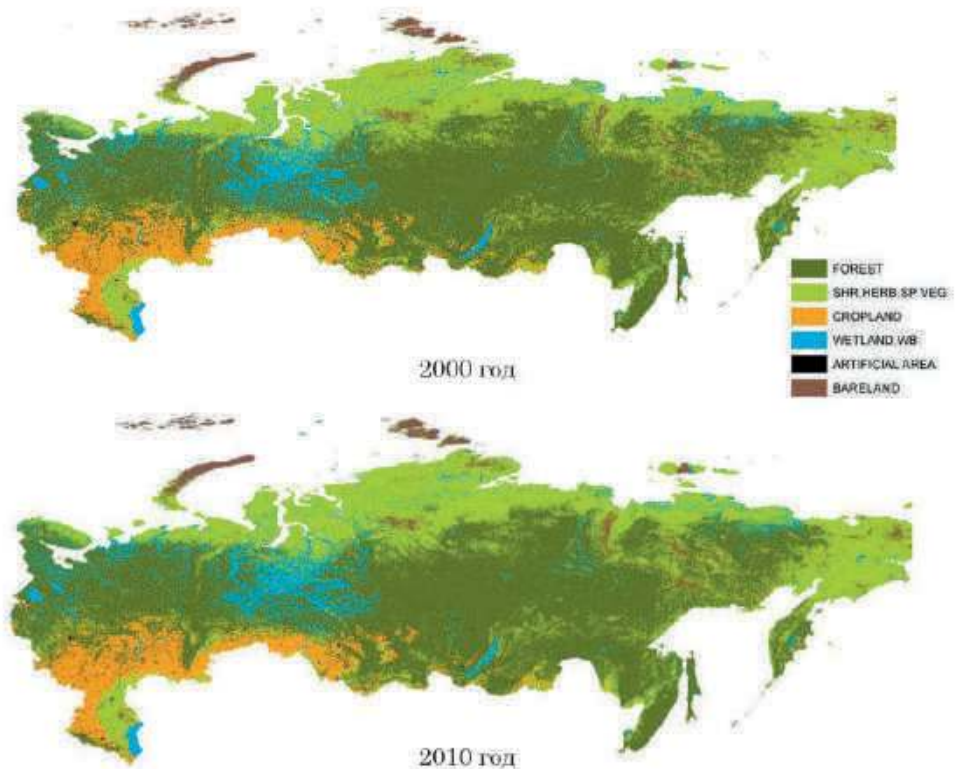 FOREST
SHR.HERB.SP.VEG
CROPLAND
WETLAND.WB
ARTIFICIAL AREA
BARELAND
2000 год
2010 год